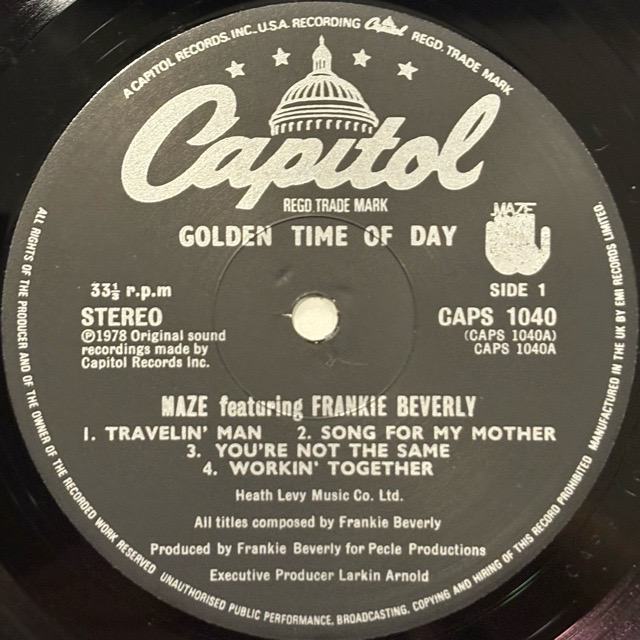 A CAPITOL RECORDS. INC., U.S.A. RECORDING Capitol REGD. TRADE MARK
Capitol
REGD TRADE MARK
GOLDEN TIME OF DAY
MAZE
33⅓ r.p.m
SIDE 1
STEREO
CAPS 1040
℗1978 Original sound
recordings made by
Capitol Records Inc.
(CAPS 1040A)
CAPS 1040A
MAZE featuring FRANKIE BEVERLY
1. TRAVELIN' MAN 2. SONG FOR MY MOTHER
3. YOU'RE NOT THE SAME
4. WORKIN' TOGETHER
Heath Levy Music Co. Ltd.
All titles composed by Frankie Beverly
Produced by Frankie Beverly for Pecle Productions
Executive Producer Larkin Arnold
ALL RIGHTS OF THE PRODUCER AND OF THE OWNER OF THE RECORDED WORK RESERVED UNAUTHORISED PUBLIC PERFORMANCE, BROADCASTING, COPYING AND HIRING OF THIS RECORD PROHIBITED MANUFACTURED IN THE UK BY EMI RECORDS LIMITED.